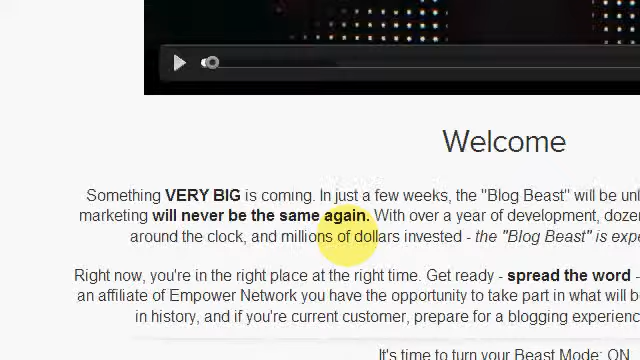 Welcome
Something VERY BIG is coming. In just a few weeks, the "Blog Beast" will be
marketing will never be the same again. With over a year of development,
around the clock, and millions of dollars invested - the "Blog Beast" is
Right now, you're in the right place at the right time. Get ready - spread the word -
an affiliate of Empower Network you have the opportunity to take part in what will
in history, and if you're current customer, prepare for a blogging
It's time to turn your Beast Mode: ON.